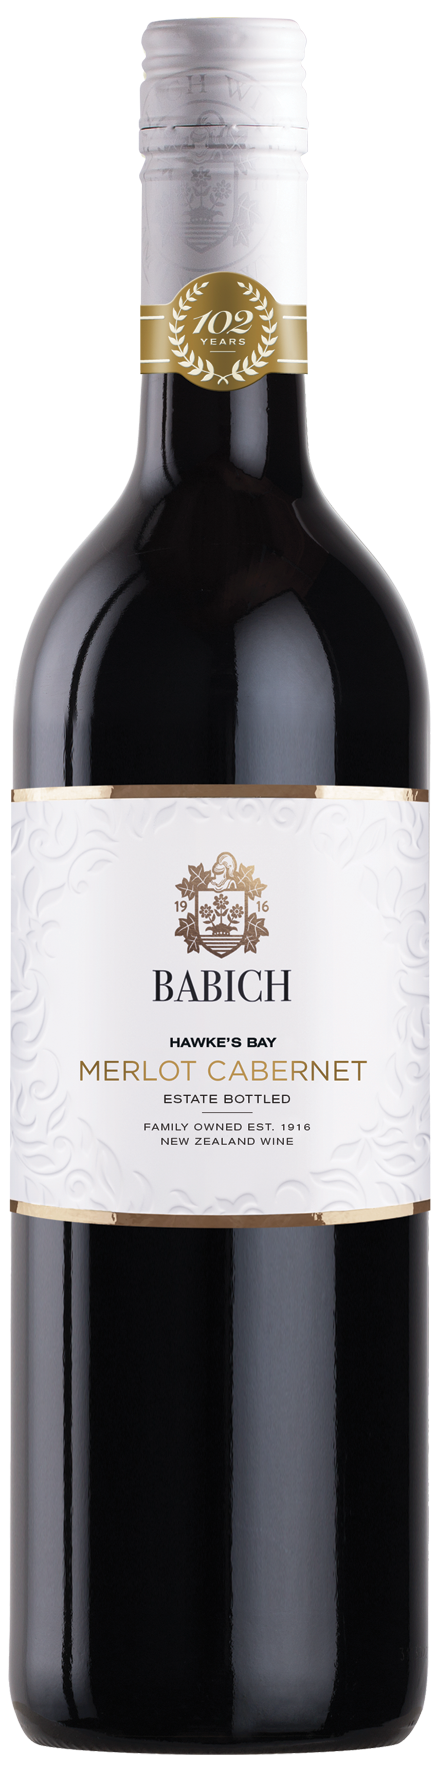 102
YEARS
19 16
BABICH
HAWKE'S BAY
MERLOT CABERNET
ESTATE BOTTLED
FAMILY OWNED EST. 1916
NEW ZEALAND WINE